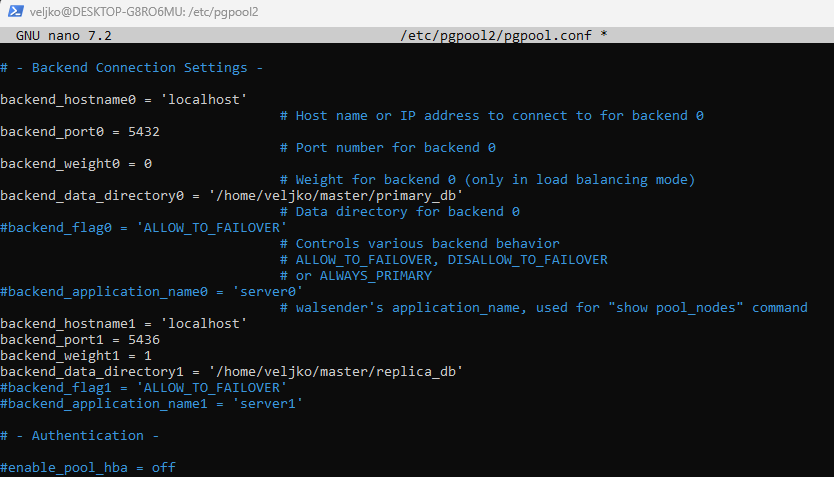 veljko@DESKTOP-G8RO6MU: /etc/pgpool2
GNU nano 7.2 /etc/pgpool2/pgpool.conf *
# - Backend Connection Settings -
backend_hostname0 = 'localhost'
# Host name or IP address to connect to for backend 0
backend_port0 = 5432
# Port number for backend 0
backend_weight0 = 0
# Weight for backend 0 (only in load balancing mode)
backend_data_directory0 = '/home/veljko/master/primary_db'
# Data directory for backend 0
#backend_flag0 = 'ALLOW_TO_FAILOVER'
# Controls various backend behavior
# ALLOW_TO_FAILOVER, DISALLOW_TO_FAILOVER
# or ALWAYS_PRIMARY
#backend_application_name0 = 'server0'
# walsender's application_name, used for "show pool_nodes" command
backend_hostname1 = 'localhost'
backend_port1 = 5436
backend_weight1 = 1
backend_data_directory1 = '/home/veljko/master/replica_db'
#backend_flag1 = 'ALLOW_TO_FAILOVER'
#backend_application_name1 = 'server1'
# - Authentication -
#enable_pool_hba = off